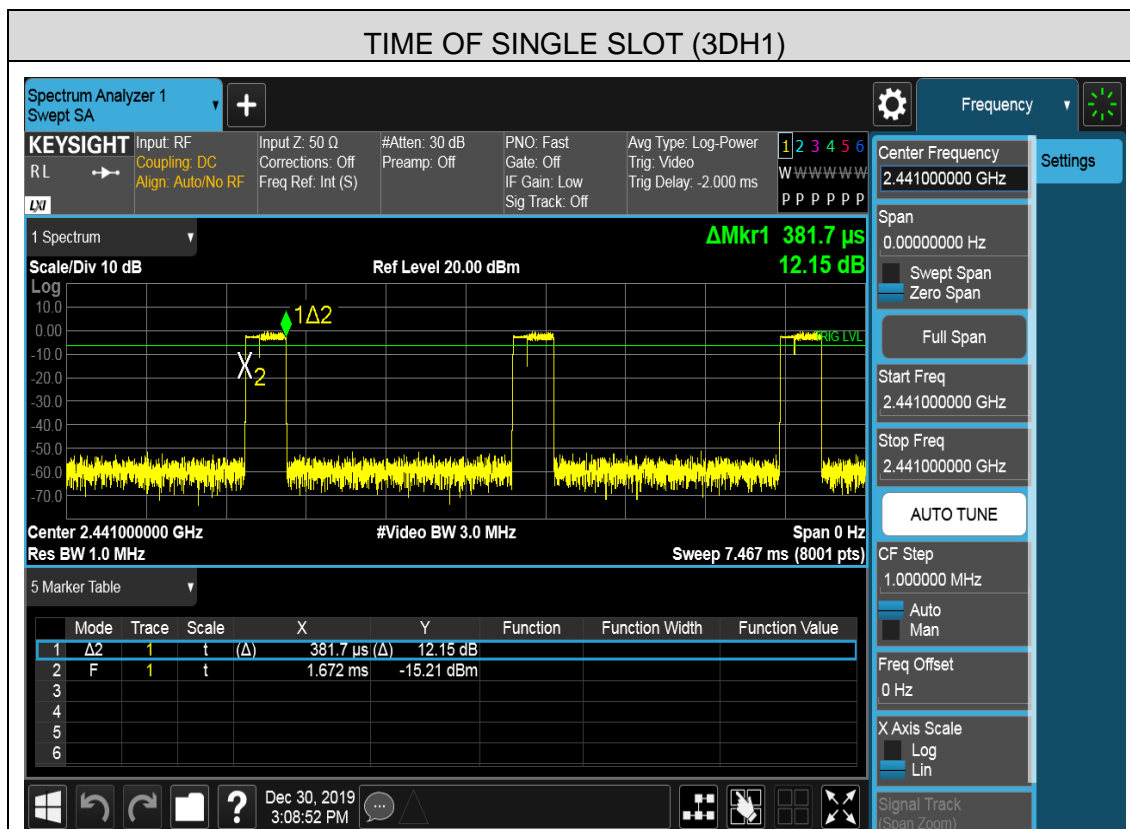 TIME OF SINGLE SLOT (3DH1)
Spectrum Analyzer 1
Swept SA
+
Frequency
KEYSIGHT
RL
LXI
Input: RF
Coupling: DC
Align: Auto/No RF
Input Z: 50 Ω
Corrections: Off
Freq Ref: Int (S)
#Atten: 30 dB
Preamp: Off
PNO: Fast
Gate: Off
IF Gain: Low
Sig Track: Off
Avg Type: Log-Power
Trig: Video
Trig Delay: -2.000 ms
1 2 3 4 5 6
W W W W W W
P P P P P P
Center Frequency
2.441000000 GHz
Settings
Span
0.00000000 Hz
Swept Span
Zero Span
Full Span
Start Freq
2.441000000 GHz
Stop Freq
2.441000000 GHz
AUTO TUNE
CF Step
1.000000 MHz
Auto
Man
Freq Offset
0 Hz
X Axis Scale
Log
Lin
Signal Track
(Span Zoom)
1 Spectrum
ΔMkr1 381.7 µs
12.15 dB
Scale/Div 10 dB
Ref Level 20.00 dBm
Log
10.0
0.00
-10.0
-20.0
-30.0
-40.0
-50.0
-60.0
-70.0
1Δ2
X2
TRIG LVL
Center 2.441000000 GHz
#Video BW 3.0 MHz
Span 0 Hz
Res BW 1.0 MHz
Sweep 7.467 ms (8001 pts)
5 Marker Table
Mode Trace Scale X Y Function Function Width Function Value
1 Δ2 1 t (Δ) 381.7 µs (Δ) 12.15 dB
2 F 1 t 1.672 ms -15.21 dBm
3
4
5
6
?
Dec 30, 2019
3:08:52 PM